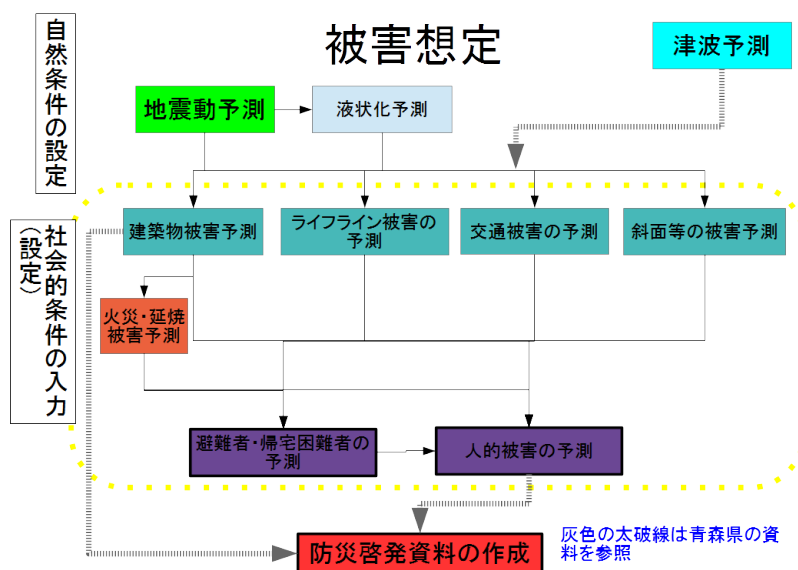 被害想定
自然条件の設定
津波予測
地震動予測
液状化予測
社会的条件の入力
（設定）
建築物被害予測
ライフライン被害の
予測
交通被害の予測
斜面等の被害予測
火災・延焼
被害予測
避難者・帰宅困難者の
予測
人的被害の予測
防災啓発資料の作成
灰色の太破線は青森県の資
料を参照